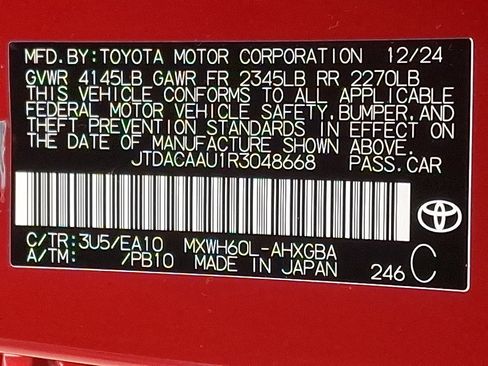 MFD.BY:TOYOTA MOTOR CORPORATION 12/24
GVWR 4145LB GAWR FR 2345LB RR 2270LB
THIS VEHICLE CONFORMS TO ALL APPLICABLE
FEDERAL MOTOR VEHICLE SAFETY,BUMPER,AND
THEFT PREVENTION STANDARDS IN EFFECT ON
THE DATE OF MANUFACTURE SHOWN ABOVE.
JTDACAAU1R3048668 PASS.CAR
C/TR:3U5/EA10 MXWH60L-AHXGBA
A/TM: /PB10 MADE IN JAPAN 246 C